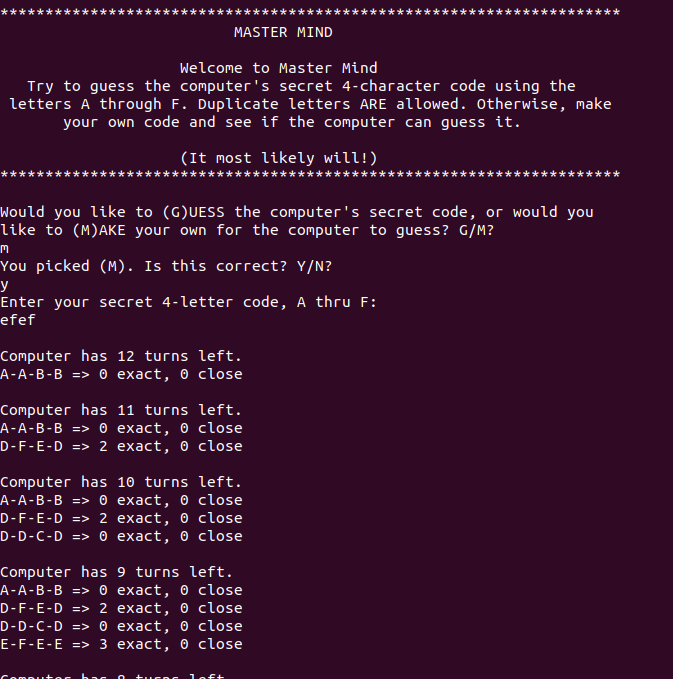 *********************************************************************
MASTER MIND
Welcome to Master Mind
Try to guess the computer's secret 4-character code using the
letters A through F. Duplicate letters ARE allowed. Otherwise, make
your own code and see if the computer can guess it.
(It most likely will!)
*********************************************************************
Would you like to (G)UESS the computer's secret code, or would you
like to (M)AKE your own for the computer to guess? G/M?
m
You picked (M). Is this correct? Y/N?
y
Enter your secret 4-letter code, A thru F:
efef
Computer has 12 turns left.
A-A-B-B => 0 exact, 0 close
Computer has 11 turns left.
A-A-B-B => 0 exact, 0 close
D-F-E-D => 2 exact, 0 close
Computer has 10 turns left.
A-A-B-B => 0 exact, 0 close
D-F-E-D => 2 exact, 0 close
D-D-C-D => 0 exact, 0 close
Computer has 9 turns left.
A-A-B-B => 0 exact, 0 close
D-F-E-D => 2 exact, 0 close
D-D-C-D => 0 exact, 0 close
E-F-E-E => 3 exact, 0 close
Computer has 8 turns left.